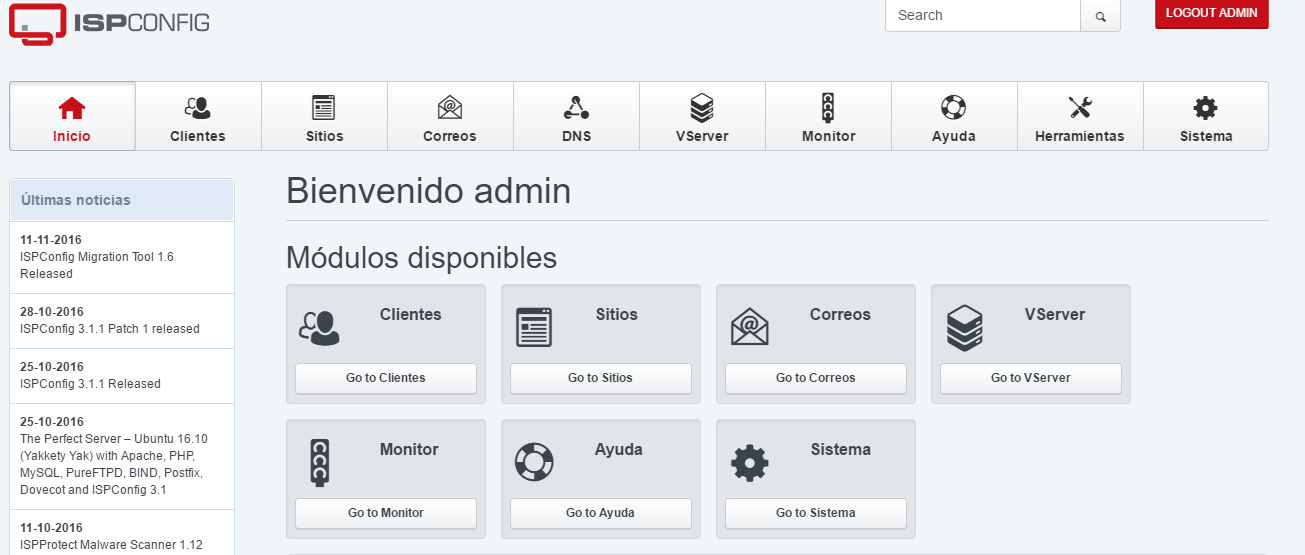 ISPCONFIG
Search
LOGOUT ADMIN
Inicio
Clientes
Sitios
Correos
DNS
VServer
Monitor
Ayuda
Herramientas
Sistema
Últimas noticias
11-11-2016
ISPConfig Migration Tool 1.6
Released
28-10-2016
ISPConfig 3.1.1 Patch 1 released
25-10-2016
ISPConfig 3.1.1 Released
25-10-2016
The Perfect Server – Ubuntu 16.10
(Yakkety Yak) with Apache, PHP,
MySQL, PureFTPD, BIND, Postfix,
Dovecot and ISPConfig 3.1
11-10-2016
ISPProtect Malware Scanner 1.12
Bienvenido admin
Módulos disponibles
Clientes
Go to Clientes
Sitios
Go to Sitios
Correos
Go to Correos
VServer
Go to VServer
Monitor
Go to Monitor
Ayuda
Go to Ayuda
Sistema
Go to Sistema